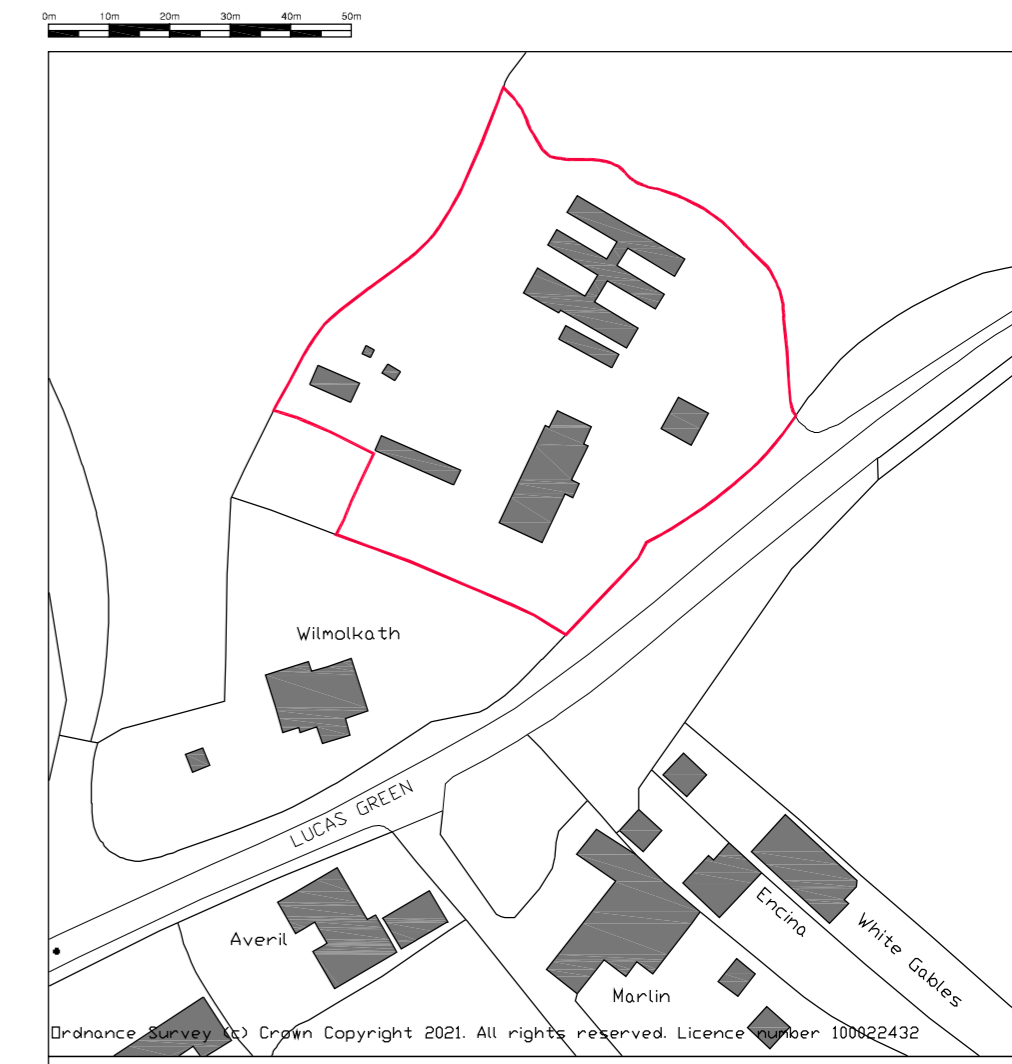 0m 10m 20m 30m 40m 50m
Wilmolkath
LUCAS GREEN
Encina
White Gables
Averil
Marlin
Ordnance Survey (c) Crown Copyright 2021. All rights reserved. Licence number 100022432